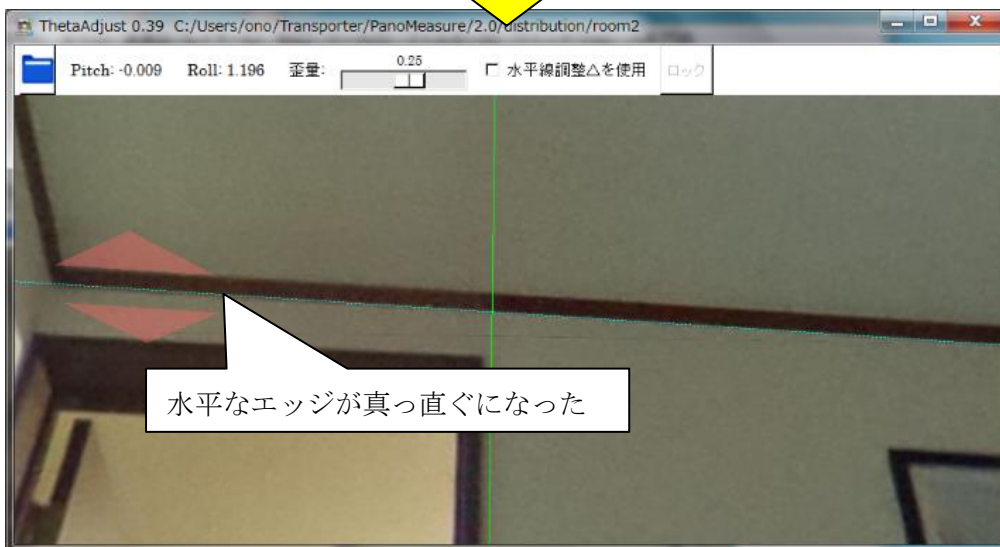 ThetaAdjust 0.39 C:/Users/ono/Transporter/PanoMeasure/2.0/distribution/room2
Pitch: -0.009 Roll: 1.196 歪量: 0.25 水平線調整△を使用 ロック
水平なエッジが真っ直ぐになった